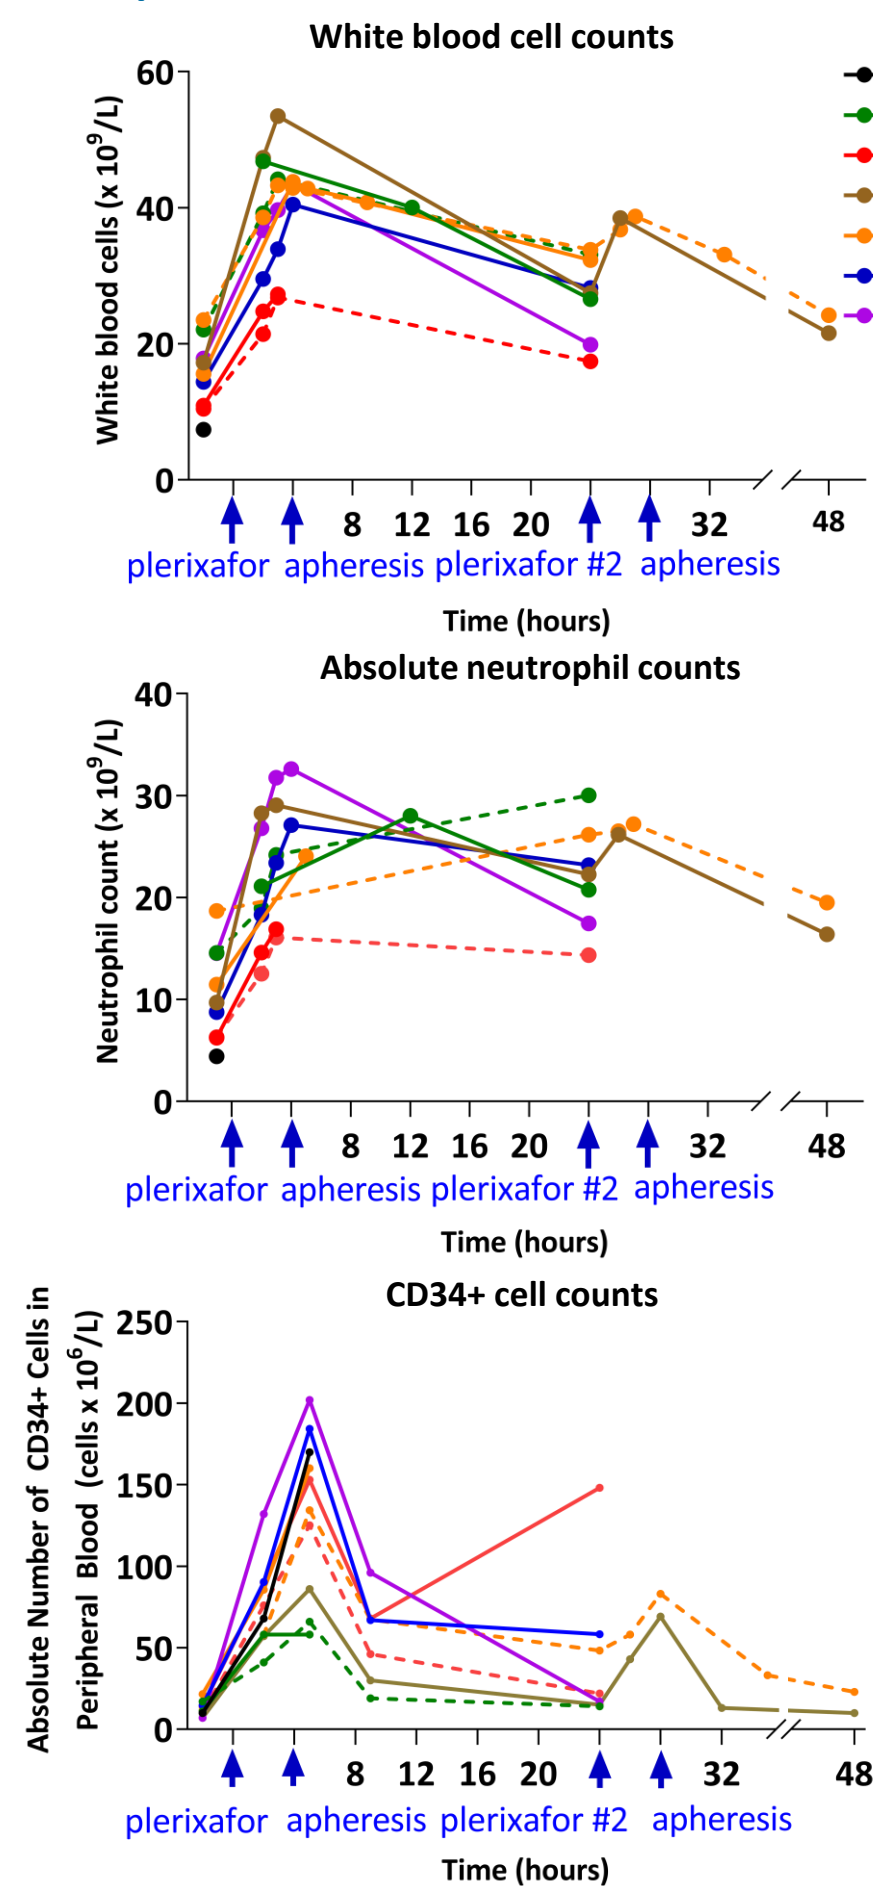 White blood cell counts
White blood cells (x 10⁹/L)
60
40
20
0
8 12 16 20 32 48
plerixafor apheresis plerixafor #2 apheresis
Time (hours)
Absolute neutrophil counts
Neutrophil count (x 10⁹/L)
40
30
20
10
0
8 12 16 20 32 48
plerixafor apheresis plerixafor #2 apheresis
Time (hours)
CD34+ cell counts
Absolute Number of CD34+ Cells in
Peripheral Blood (cells x 10⁶/L)
250
200
150
100
50
0
8 12 16 20 32 48
plerixafor apheresis plerixafor #2 apheresis
Time (hours)